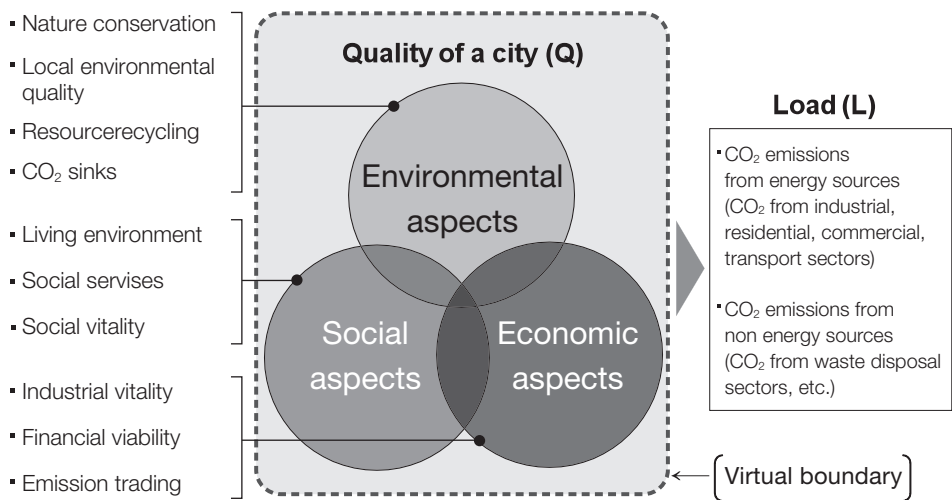 ▪ Nature conservation
▪ Local environmental
quality
▪ Resourcerecycling
▪ CO₂ sinks
▪ Living environment
▪ Social servises
▪ Social vitality
▪ Industrial vitality
▪ Financial viability
▪ Emission trading
Quality of a city (Q)
Environmental
aspects
Social
aspects
Economic
aspects
Load (L)
▪ CO₂ emissions
from energy sources
(CO₂ from industrial,
residential, commercial,
transport sectors)
▪ CO₂ emissions from
non energy sources
(CO₂ from waste disposal
sectors, etc.)
(Virtual boundary)